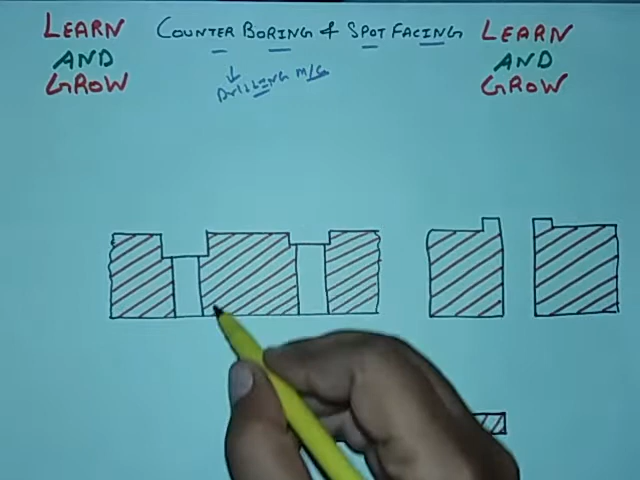 LEARN
AND
GROW
COUNTER BORING & SPOT FACING
Drilling M/C
LEARN
AND
GROW